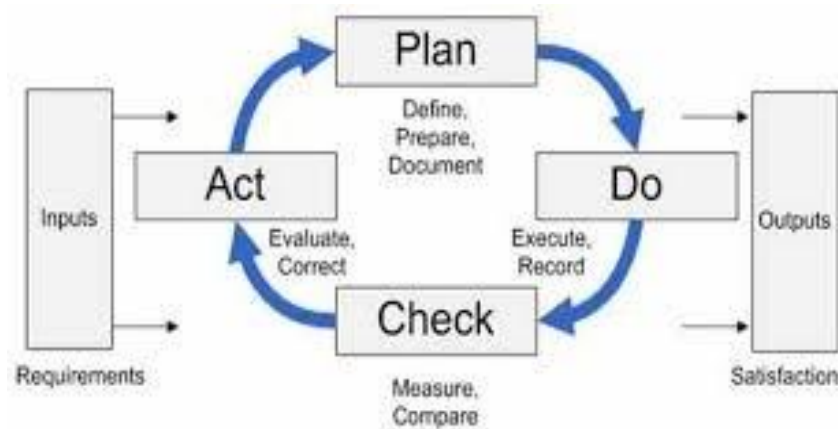 Plan
Define,
Prepare,
Document
Act
Do
Inputs
Outputs
Evaluate,
Correct
Execute,
Record
Check
Requirements
Satisfaction
Measure,
Compare